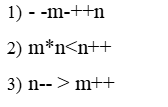 1) - -m-++n
2) m*n<n++
3) n-- > m++